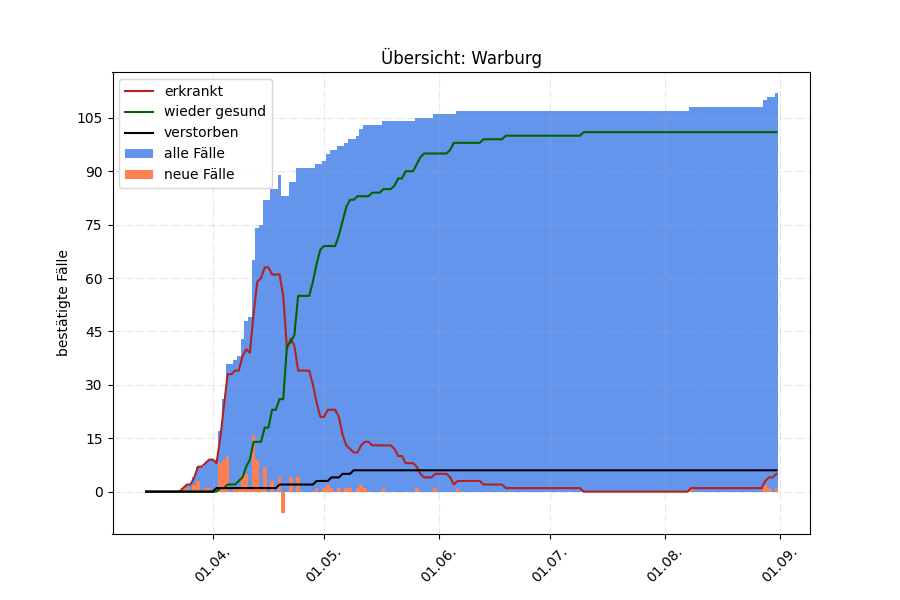 Übersicht: Warburg
erkrankt
wieder gesund
verstorben
alle Fälle
neue Fälle
bestätigte Fälle
105
90
75
60
45
30
15
0
01.04.
01.05.
01.06.
01.07.
01.08.
01.09.